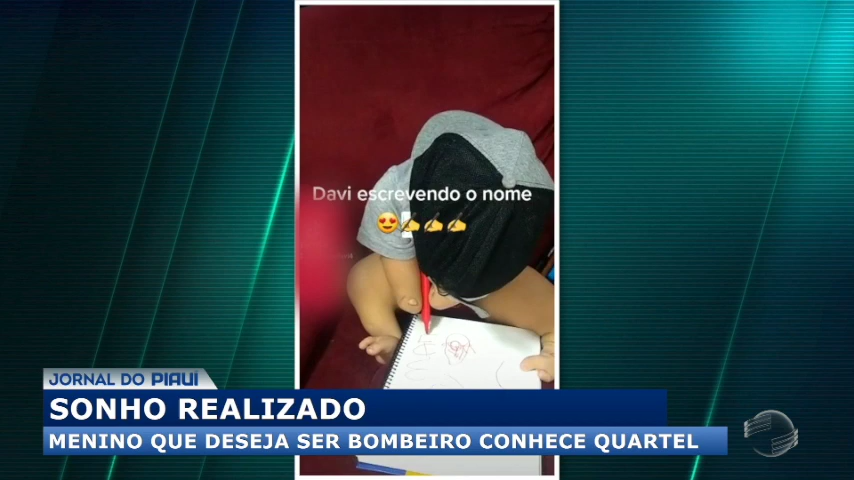 Davi escrevendo o nome
😍✍✍✍
JORNAL DO PIAUÍ
SONHO REALIZADO
MENINO QUE DESEJA SER BOMBEIRO CONHECE QUARTEL